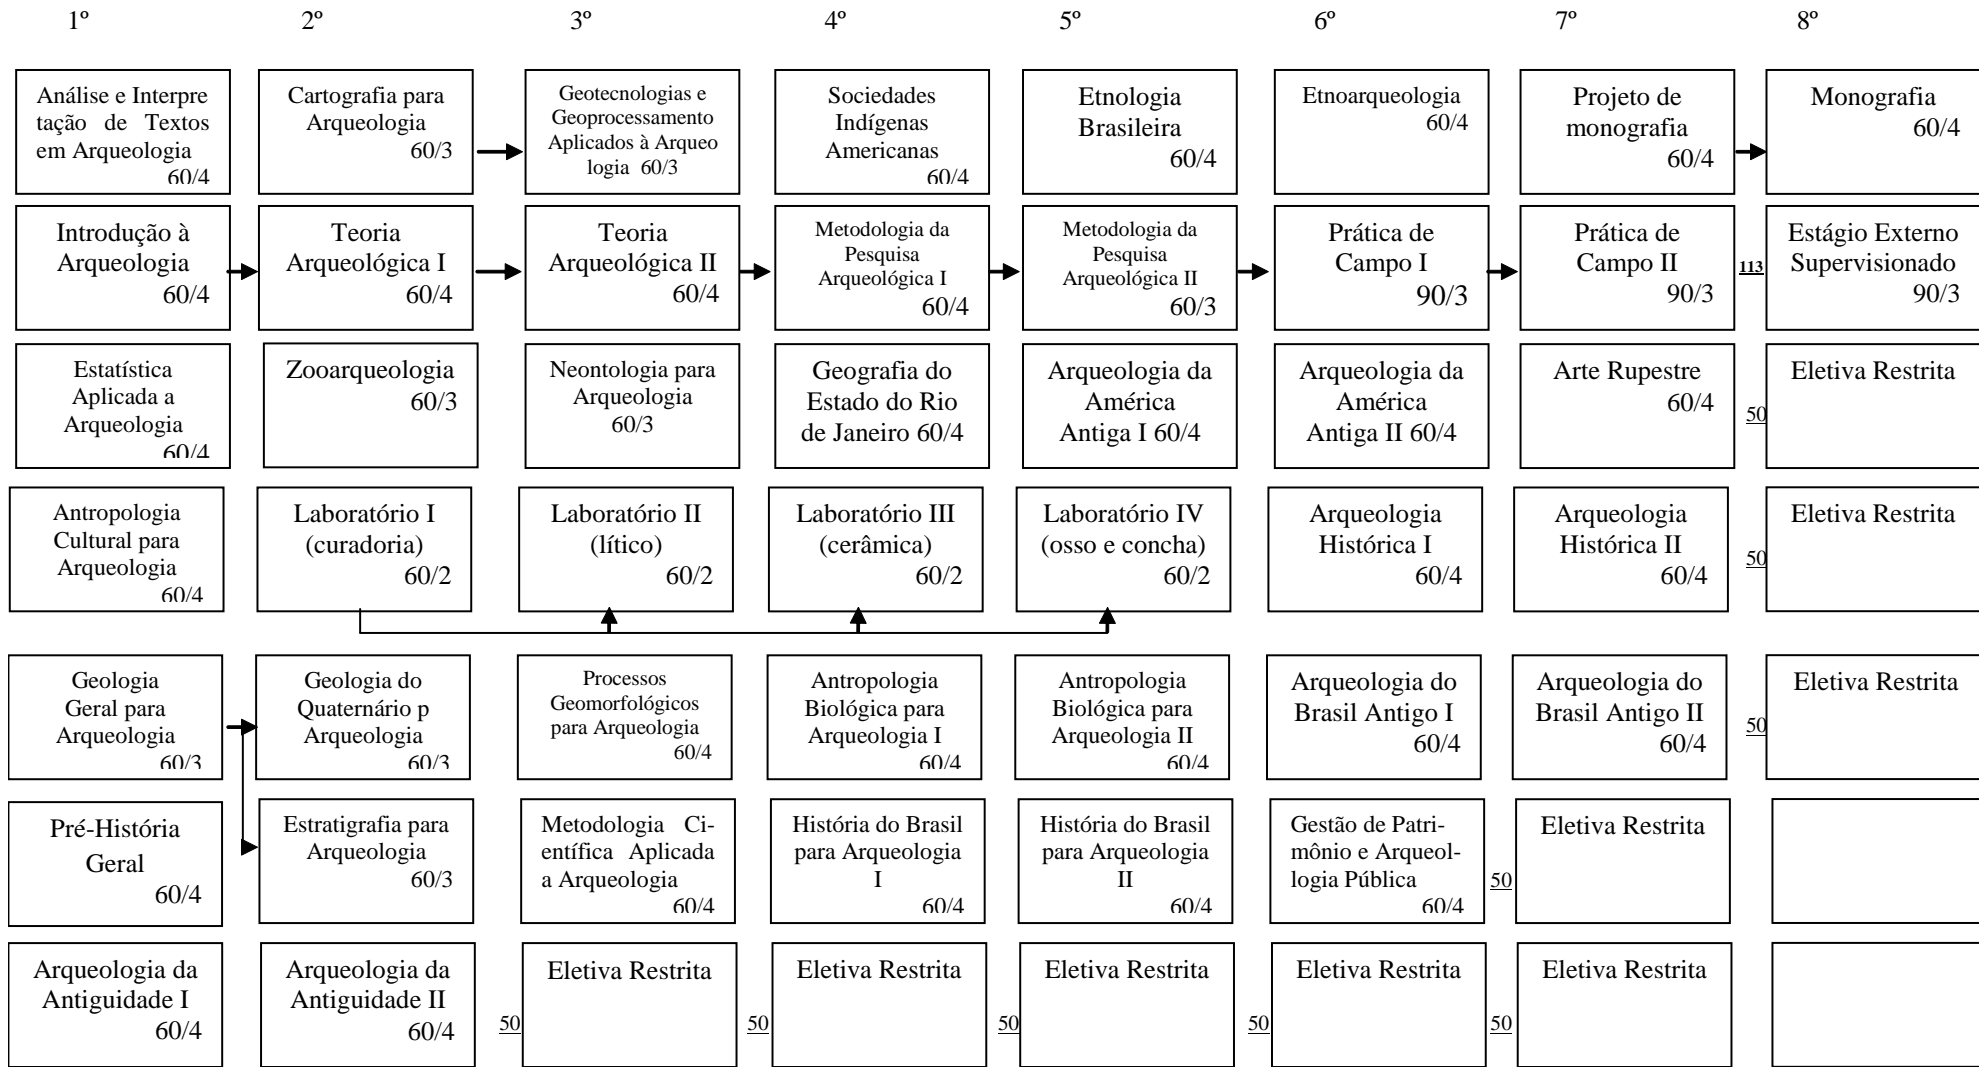 1º 2º 3º 4º 5º 6º 7º 8º
Análise e Interpre
tação de Textos
em Arqueologia
60/4
Cartografia para
Arqueologia
60/3
Geotecnologias e
Geoprocessamento
Aplicados à Arqueo
logia 60/3
Sociedades
Indígenas
Americanas
60/4
Etnologia
Brasileira
60/4
Etnoarqueologia
60/4
Projeto de
monografia
60/4
Monografia
60/4
Introdução à
Arqueologia
60/4
Teoria
Arqueológica I
60/4
Teoria
Arqueológica II
60/4
Metodologia da
Pesquisa
Arqueológica I
60/4
Metodologia da
Pesquisa
Arqueológica II
60/3
Prática de
Campo I
90/3
Prática de
Campo II
90/3
113
Estágio Externo
Supervisionado
90/3
Estatística
Aplicada a
Arqueologia
60/4
Zooarqueologia
60/3
Neontologia para
Arqueologia
60/3
Geografia do
Estado do Rio
de Janeiro 60/4
Arqueologia da
América
Antiga I 60/4
Arqueologia da
América
Antiga II 60/4
Arte Rupestre
60/4
50
Eletiva Restrita
Antropologia
Cultural para
Arqueologia
60/4
Laboratório I
(curadoria)
60/2
Laboratório II
(lítico)
60/2
Laboratório III
(cerâmica)
60/2
Laboratório IV
(osso e concha)
60/2
Arqueologia
Histórica I
60/4
Arqueologia
Histórica II
60/4
50
Eletiva Restrita
Geologia
Geral para
Arqueologia
60/3
Geologia do
Quaternário p
Arqueologia
60/3
Processos
Geomorfológicos
para Arqueologia
60/4
Antropologia
Biológica para
Arqueologia I
60/4
Antropologia
Biológica para
Arqueologia II
60/4
Arqueologia do
Brasil Antigo I
60/4
Arqueologia do
Brasil Antigo II
60/4
50
Eletiva Restrita
Pré-História
Geral
60/4
Estratigrafia para
Arqueologia
60/3
Metodologia Ci-
entífica Aplicada
a Arqueologia
60/4
História do Brasil
para Arqueologia
I
60/4
História do Brasil
para Arqueologia
II
60/4
Gestão de Patri-
mônio e Arqueol-
logia Pública
60/4
50
Eletiva Restrita
Arqueologia da
Antiguidade I
60/4
Arqueologia da
Antiguidade II
60/4
50
Eletiva Restrita
50
Eletiva Restrita
50
Eletiva Restrita
50
Eletiva Restrita
50
Eletiva Restrita